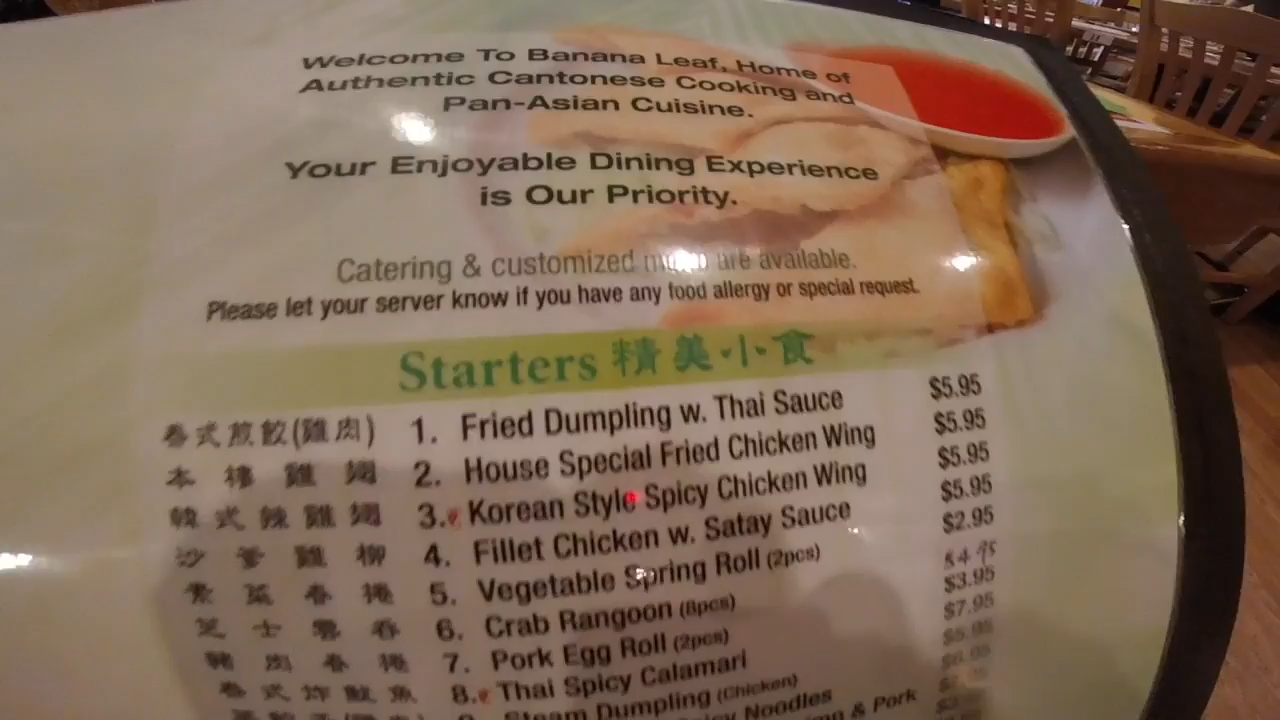 Welcome To Banana Leaf, Home of
Authentic Cantonese Cooking and
Pan-Asian Cuisine.
Your Enjoyable Dining Experience
is Our Priority.
Catering & customized are available.
Please let your server know if you have any food allergy or special request.
Starters 精美小食
泰式煎餃(雞肉) 1. Fried Dumpling w. Thai Sauce $5.95
本樓雞翅 2. House Special Fried Chicken Wing $5.95
韓式辣雞翅 3. Korean Style Spicy Chicken Wing $5.95
沙爹雞柳 4. Fillet Chicken w. Satay Sauce $5.95
素菜春捲 5. Vegetable Spring Roll (2pcs) $2.95
芝士雲吞 6. Crab Rangoon (8pcs) $4.95
豬肉春捲 7. Pork Egg Roll (2pcs) $3.95
泰式炸魷魚 8. Thai Spicy Calamari $7.95
9. Steam Dumpling (Chicken) $5.95
Noodles
& Pork